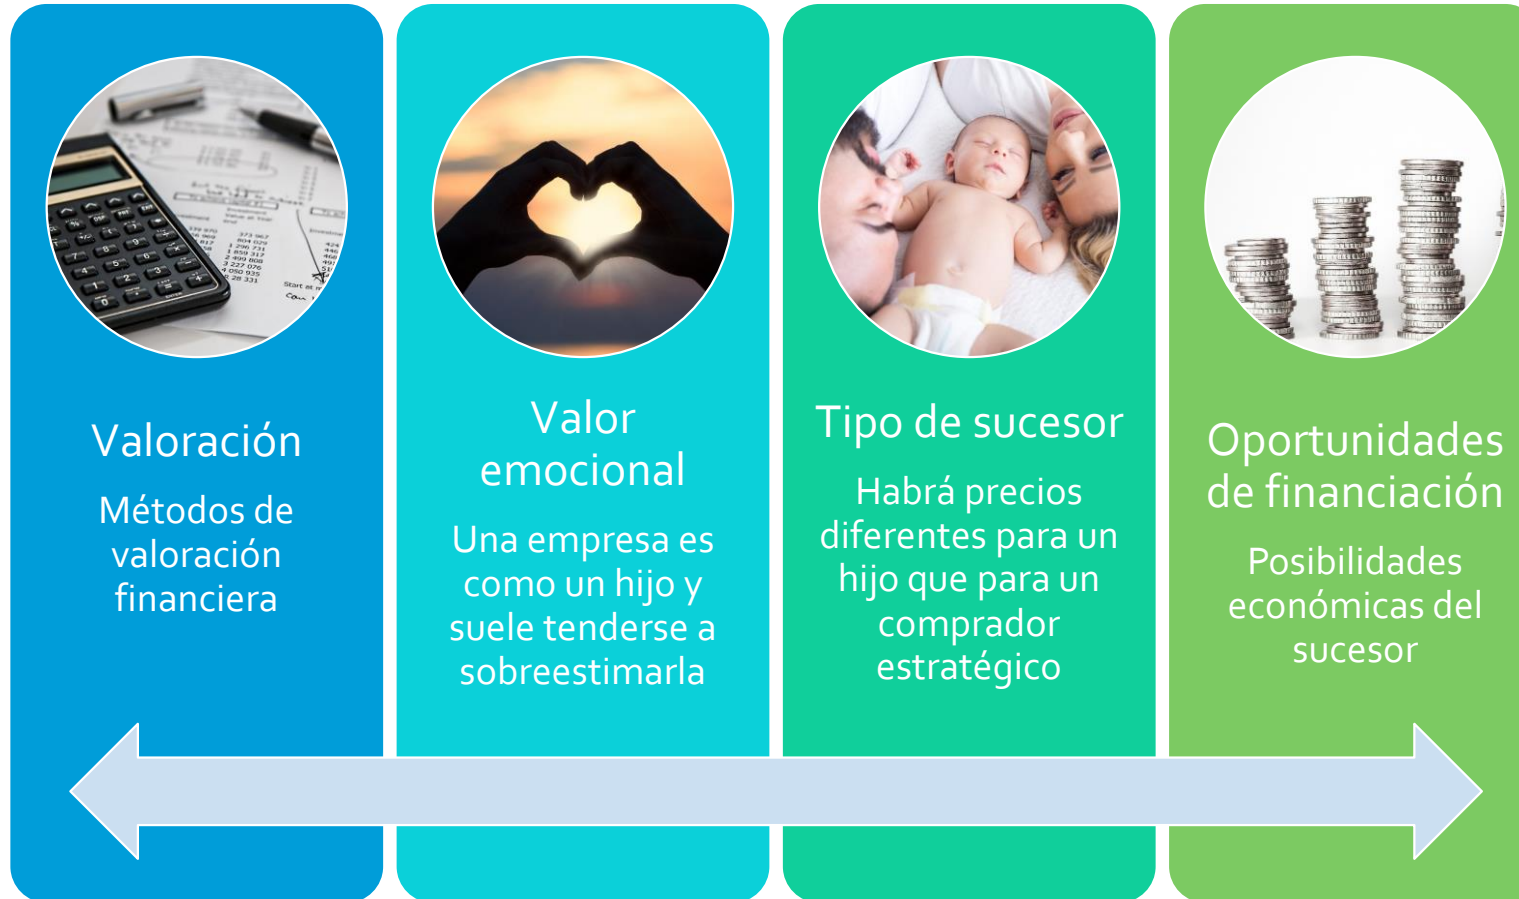 Valoración
Métodos de
valoración
financiera
Valor
emocional
Una empresa es
como un hijo y
suele tenderse a
sobreestimarla
Tipo de sucesor
Habrá precios
diferentes para un
hijo que para un
comprador
estratégico
Oportunidades
de financiación
Posibilidades
económicas del
sucesor